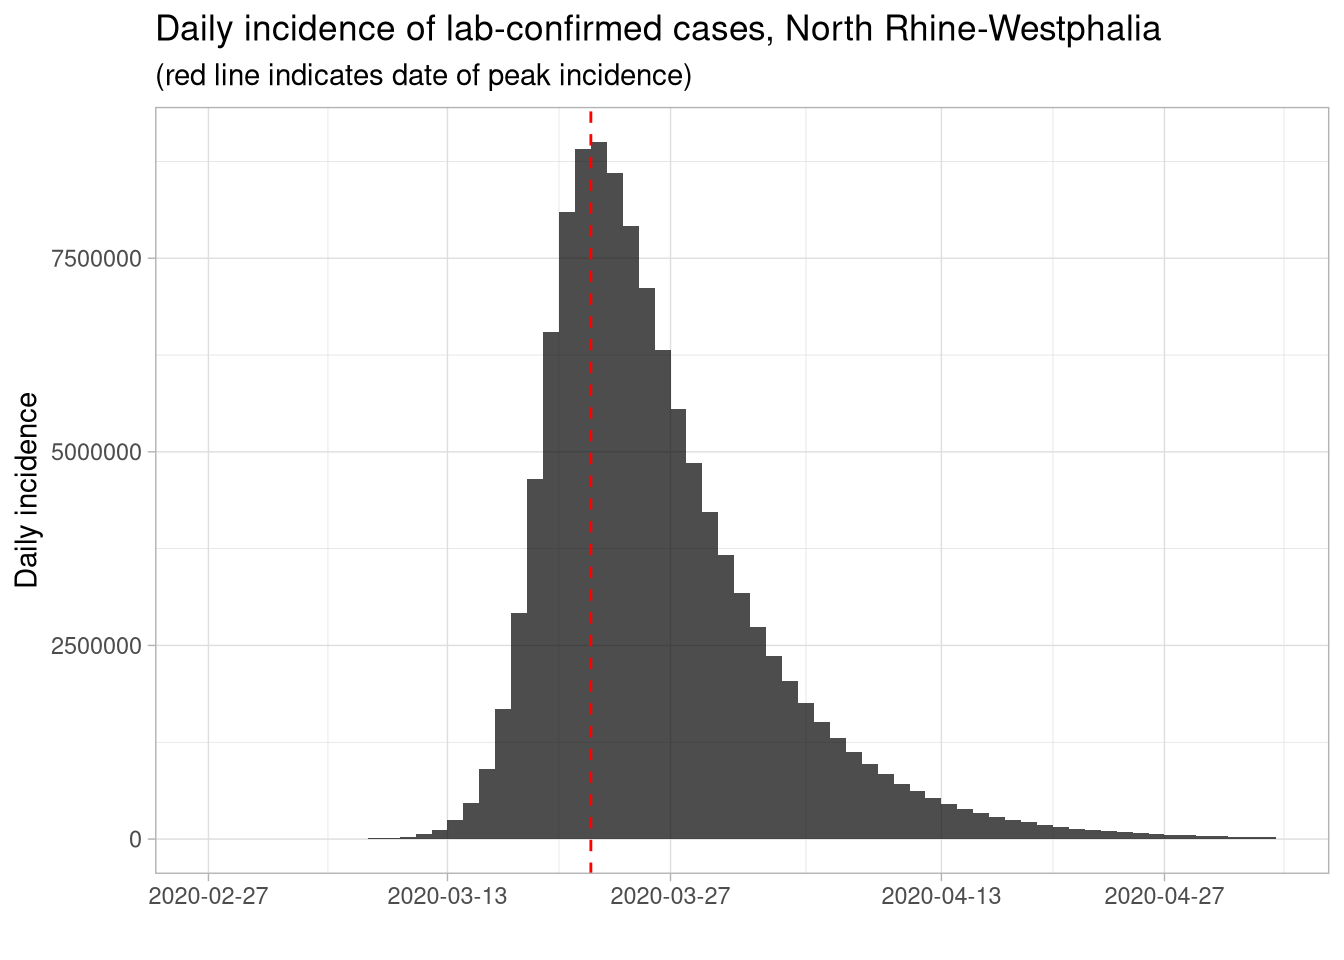 Daily incidence of lab-confirmed cases, North Rhine-Westphalia
(red line indicates date of peak incidence)
Daily incidence
7500000
5000000
2500000
0
2020-02-27 2020-03-13 2020-03-27 2020-04-13 2020-04-27